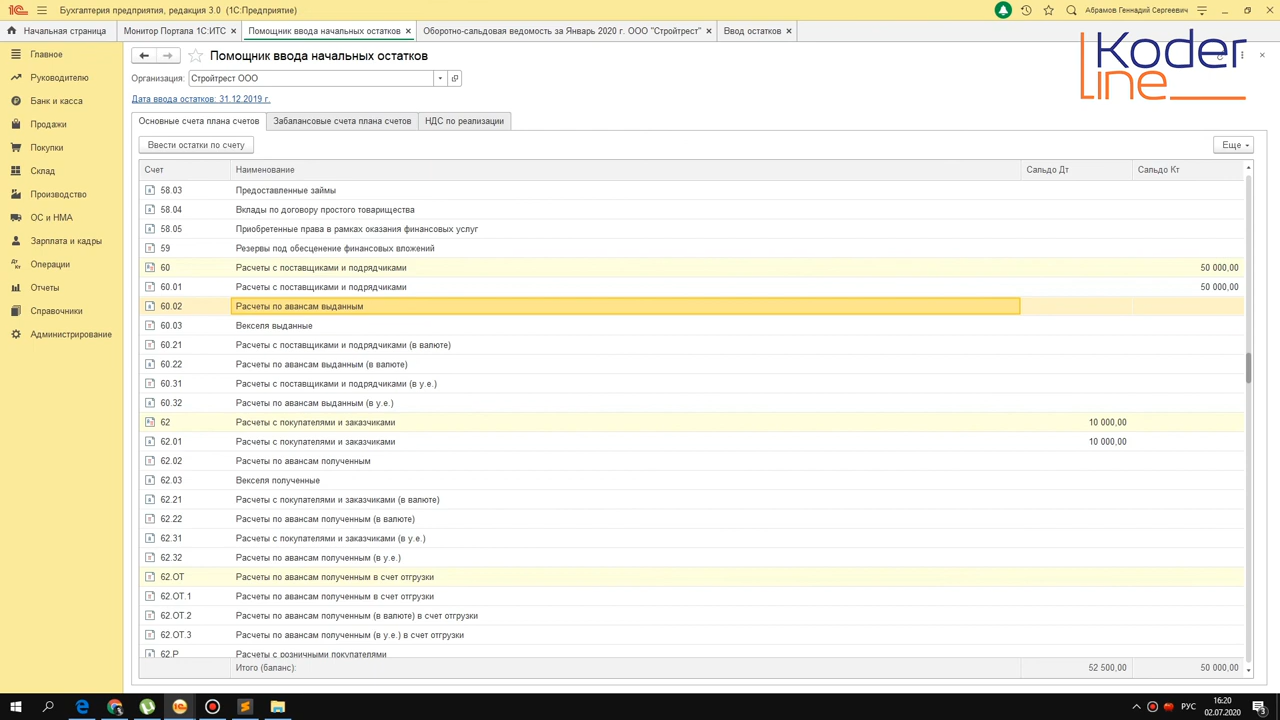 Бухгалтерия предприятия, редакция 3.0 (1С:Предприятие)
Абрамов Геннадий Сергеевич
Начальная страница
Монитор Портала 1С:ИТС ×
Помощник ввода начальных остатков ×
Оборотно-сальдовая ведомость за Январь 2020 г. ООО "Стройтрест" ×
Ввод остатков ×
Главное
Руководителю
Банк и касса
Продажи
Покупки
Склад
Производство
ОС и НМА
Зарплата и кадры
Операции
Отчеты
Справочники
Администрирование
Koder
line
Помощник ввода начальных остатков
Организация: Стройтрест ООО
Дата ввода остатков: 31.12.2019 г.
Основные счета плана счетов Забалансовые счета плана счетов НДС по реализации
Ввести остатки по счету Еще
Счет Наименование Сальдо Дт Сальдо Кт
58.03 Предоставленные займы
58.04 Вклады по договору простого товарищества
58.05 Приобретенные права в рамках оказания финансовых услуг
59 Резервы под обесценение финансовых вложений
60 Расчеты с поставщиками и подрядчиками 50 000,00
60.01 Расчеты с поставщиками и подрядчиками 50 000,00
60.02 Расчеты по авансам выданным
60.03 Векселя выданные
60.21 Расчеты с поставщиками и подрядчиками (в валюте)
60.22 Расчеты по авансам выданным (в валюте)
60.31 Расчеты с поставщиками и подрядчиками (в у.е.)
60.32 Расчеты по авансам выданным (в у.е.)
62 Расчеты с покупателями и заказчиками 10 000,00
62.01 Расчеты с покупателями и заказчиками 10 000,00
62.02 Расчеты по авансам полученным
62.03 Векселя полученные
62.21 Расчеты с покупателями и заказчиками (в валюте)
62.22 Расчеты по авансам полученным (в валюте)
62.31 Расчеты с покупателями и заказчиками (в у.е.)
62.32 Расчеты по авансам полученным (в у.е.)
62.ОТ Расчеты по авансам полученным в счет отгрузки
62.ОТ.1 Расчеты по авансам полученным в счет отгрузки
62.ОТ.2 Расчеты по авансам полученным (в валюте) в счет отгрузки
62.ОТ.3 Расчеты по авансам полученным (в у.е.) в счет отгрузки
62.Р Расчеты с розничными покупателями
Итого (баланс): 52 500,00 50 000,00
РУС
16:20
02.07.2020